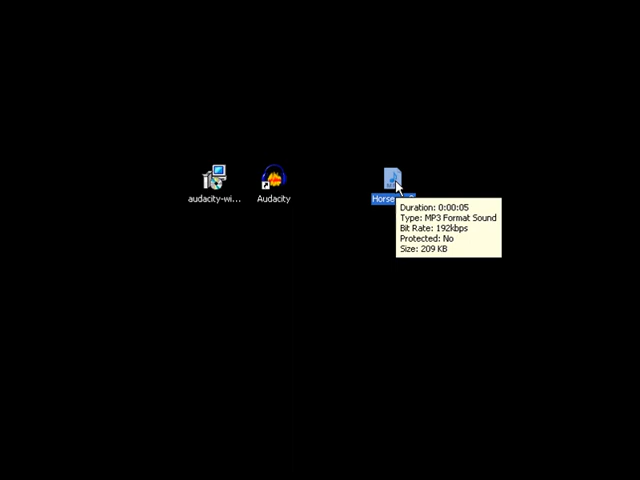 audacity-wi...
Audacity
Horse
Duration: 0:00:05
Type: MP3 Format Sound
Bit Rate: 192kbps
Protected: No
Size: 209 KB